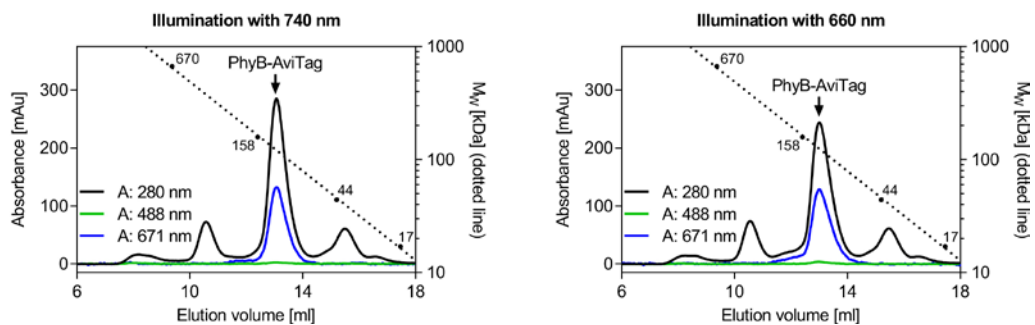 Illumination with 740 nm
Absorbance [mAu]
300
200
100
0
PhyB-AviTag
670
158
44
17
A: 280 nm
A: 488 nm
A: 671 nm
1000
100
10
MW [kDa] (dotted line)
6
10
14
18
Elution volume [ml]
Illumination with 660 nm
Absorbance [mAu]
300
200
100
0
PhyB-AviTag
670
158
44
17
A: 280 nm
A: 488 nm
A: 671 nm
1000
100
10
MW [kDa] (dotted line)
6
10
14
18
Elution volume [ml]